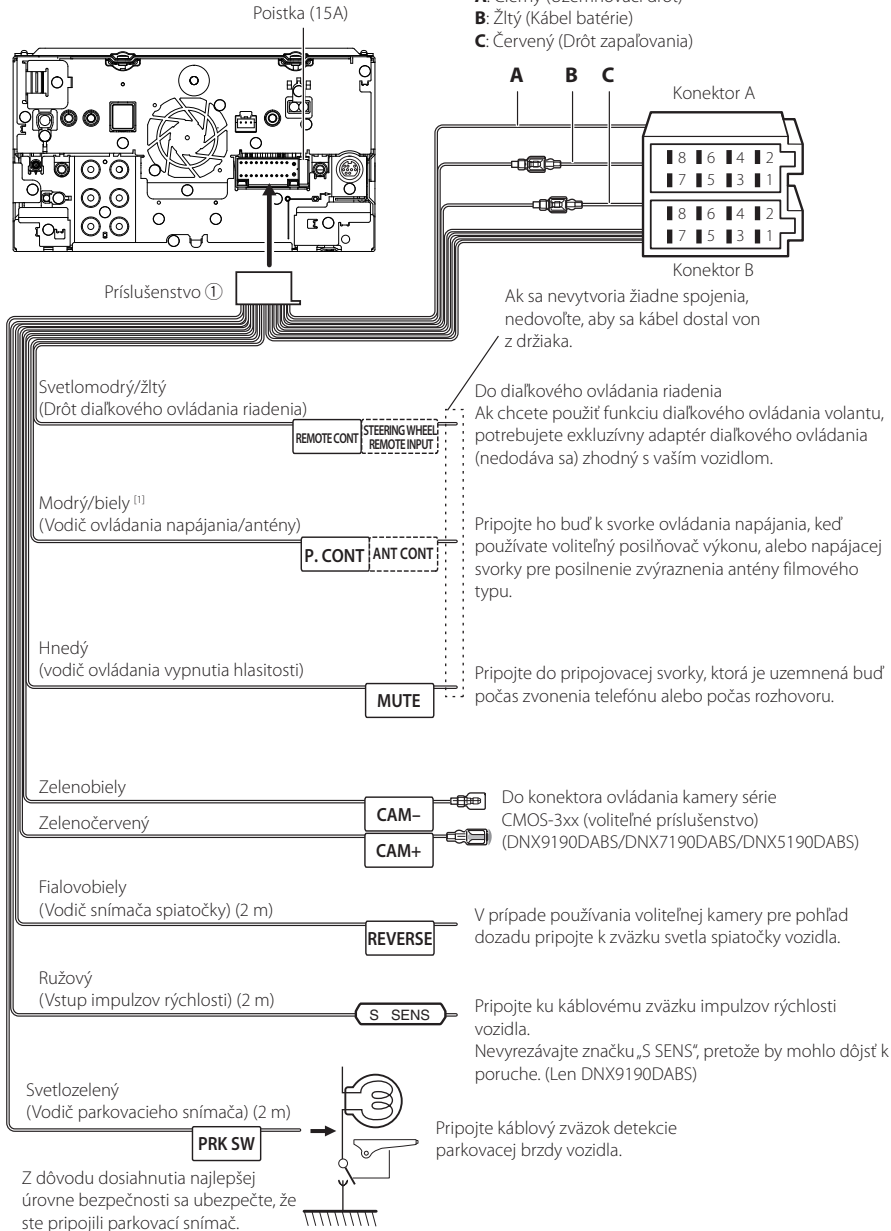 Poistka (15A)
B: Žltý (Kábel batérie)
C: Červený (Drôt zapaľovania)
A B C
Konektor A
8 6 4 2
7 5 3 1
8 6 4 2
7 5 3 1
Konektor B
Príslušenstvo ①
Ak sa nevytvoria žiadne spojenia,
nedovoľte, aby sa kábel dostal von
z držiaka.
Svetlomodrý/žltý
(Drôt diaľkového ovládania riadenia)
REMOTE CONT
STEERING WHEEL
REMOTE INPUT
Do diaľkového ovládania riadenia
Ak chcete použiť funkciu diaľkového ovládania volantu,
potrebujete exkluzívny adaptér diaľkového ovládania
(nedodáva sa) zhodný s vaším vozidlom.
Modrý/biely [1]
(Vodič ovládania napájania/antény)
P. CONT
ANT CONT
Pripojte ho buď k svorke ovládania napájania, keď
používate voliteľný posilňovač výkonu, alebo napájacej
svorky pre posilnenie zvýraznenia antény filmového
typu.
Hnedý
(vodič ovládania vypnutia hlasitosti)
MUTE
Pripojte do pripojovacej svorky, ktorá je uzemnená buď
počas zvonenia telefónu alebo počas rozhovoru.
Zelenobiely
CAM–
Zelenočervený
CAM+
Do konektora ovládania kamery série
CMOS-3xx (voliteľné príslušenstvo)
(DNX9190DABS/DNX7190DABS/DNX5190DABS)
Fialovobiely
(Vodič snímača spiatočky) (2 m)
REVERSE
V prípade používania voliteľnej kamery pre pohľad
dozadu pripojte k zväzku svetla spiatočky vozidla.
Ružový
(Vstup impulzov rýchlosti) (2 m)
S SENS
Pripojte ku káblovému zväzku impulzov rýchlosti
vozidla.
Nevyrezávajte značku „S SENS“, pretože by mohlo dôjsť k
poruche. (Len DNX9190DABS)
Svetlozelený
(Vodič parkovacieho snímača) (2 m)
PRK SW
Pripojte káblový zväzok detekcie
parkovacej brzdy vozidla.
Z dôvodu dosiahnutia najlepšej
úrovne bezpečnosti sa ubezpečte, že
ste pripojili parkovací snímač.